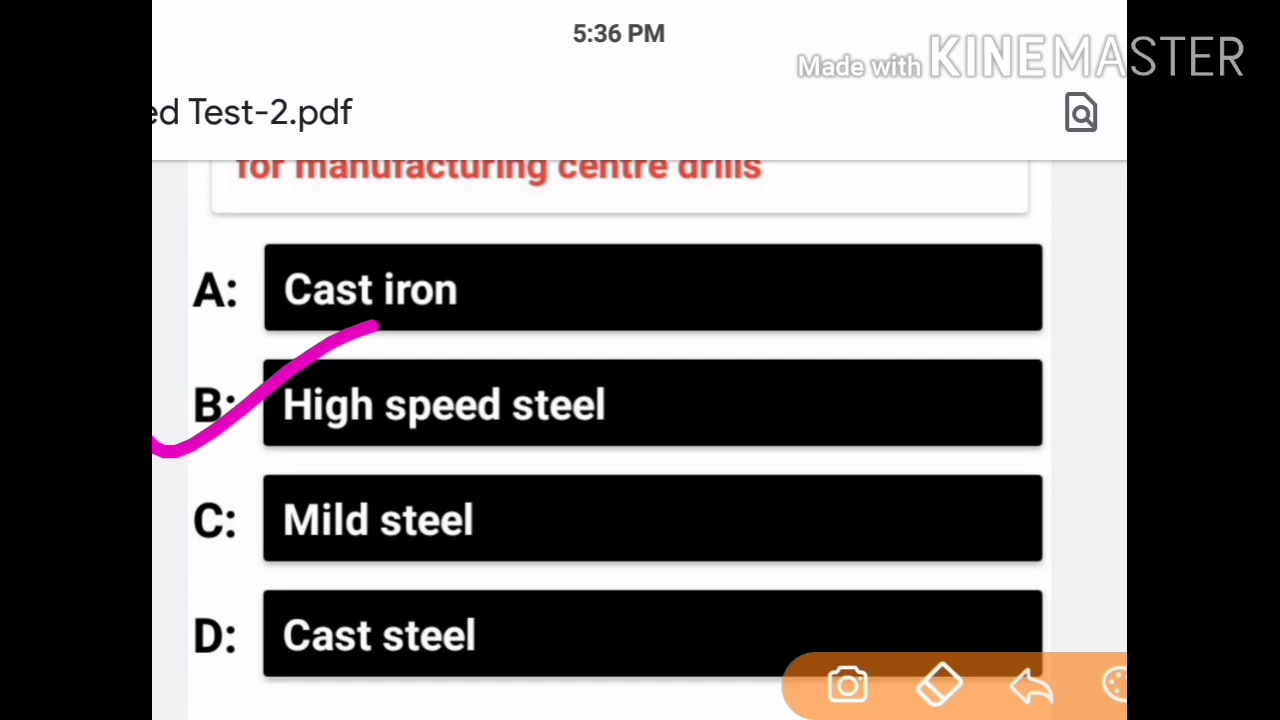 5:36 PM
Made with KINEMASTER
ed Test-2.pdf
for manufacturing centre drills
A: Cast iron
B: High speed steel
C: Mild steel
D: Cast steel